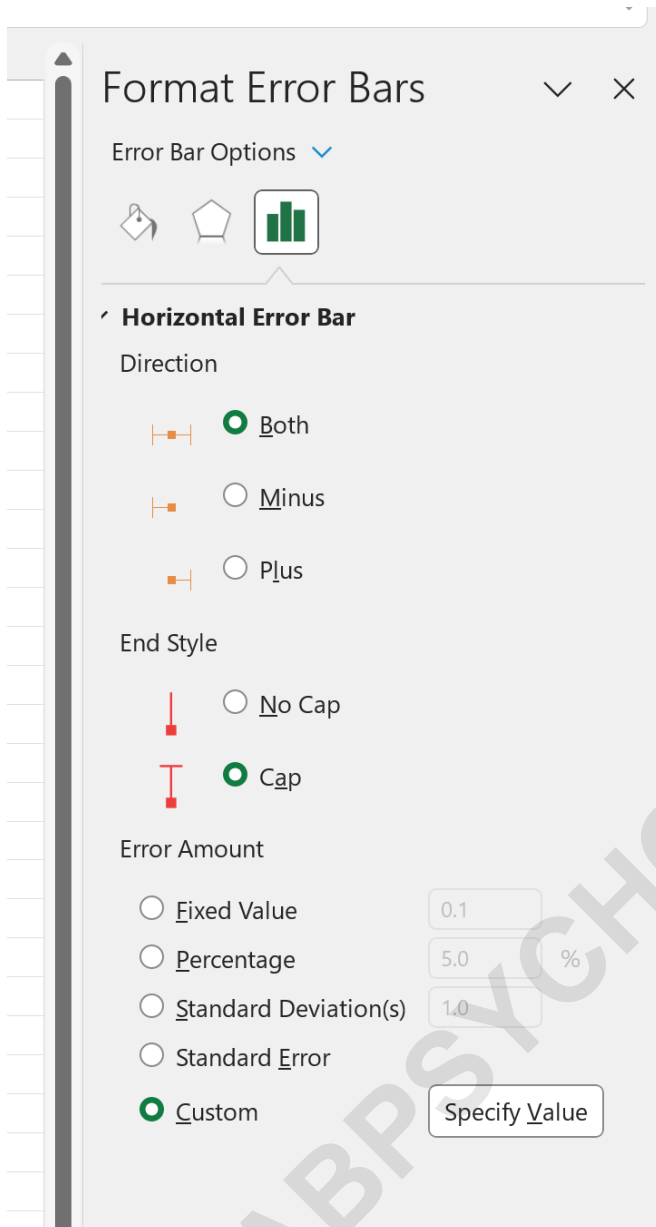 Format Error Bars
Error Bar Options
Horizontal Error Bar
Direction
Both
Minus
Plus
End Style
No Cap
Cap
Error Amount
Fixed Value 0.1
Percentage 5.0 %
Standard Deviation(s) 1.0
Standard Error
Custom Specify Value
ABPSYCHO